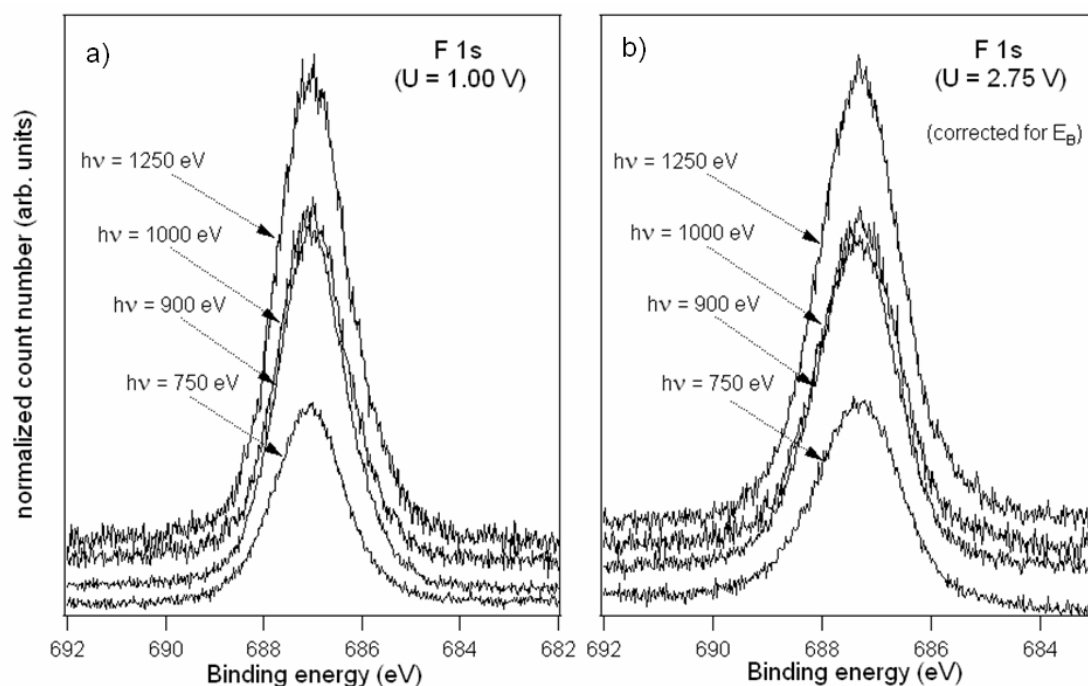 normalized count number (arb. units)
a)
F 1s
(U = 1.00 V)
hν = 1250 eV
hν = 1000 eV
hν = 900 eV
hν = 750 eV
692 690 688 686 684 682
Binding energy (eV)
b)
F 1s
(U = 2.75 V)
(corrected for E_B)
hν = 1250 eV
hν = 1000 eV
hν = 900 eV
hν = 750 eV
692 690 688 686 684
Binding energy (eV)